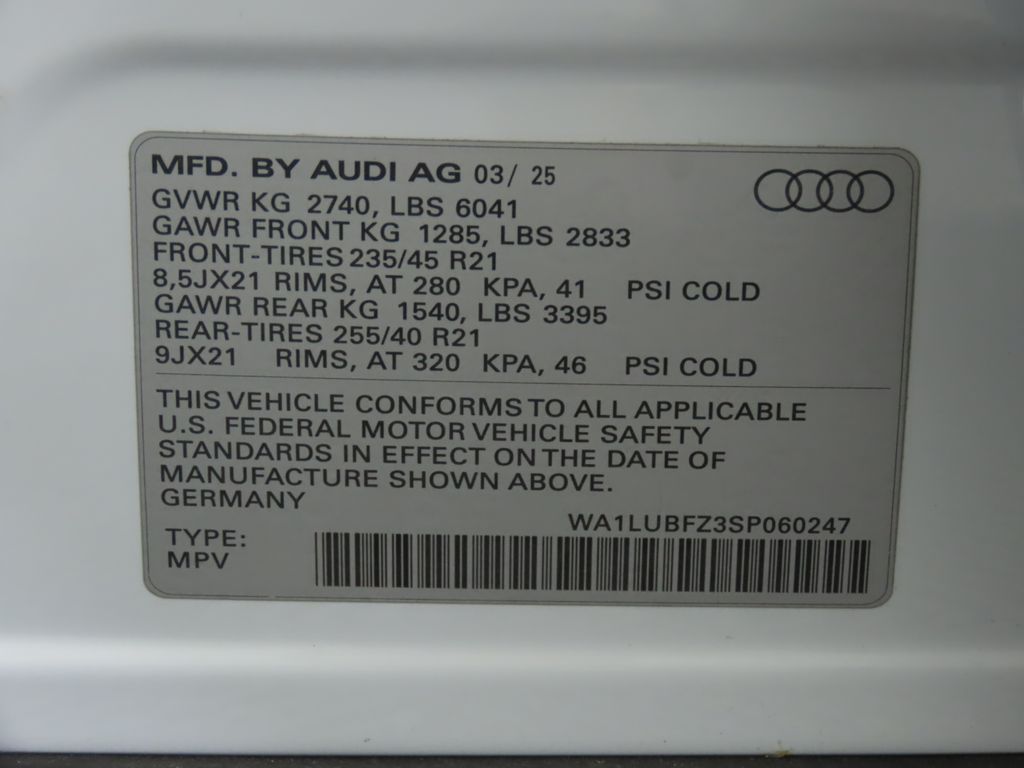 MFD. BY AUDI AG 03/ 25
GVWR KG 2740, LBS 6041
GAWR FRONT KG 1285, LBS 2833
FRONT-TIRES 235/45 R21
8,5JX21 RIMS, AT 280 KPA, 41 PSI COLD
GAWR REAR KG 1540, LBS 3395
REAR-TIRES 255/40 R21
9JX21 RIMS, AT 320 KPA, 46 PSI COLD
THIS VEHICLE CONFORMS TO ALL APPLICABLE
U.S. FEDERAL MOTOR VEHICLE SAFETY
STANDARDS IN EFFECT ON THE DATE OF
MANUFACTURE SHOWN ABOVE.
GERMANY
WA1LUBFZ3SP060247
TYPE:
MPV